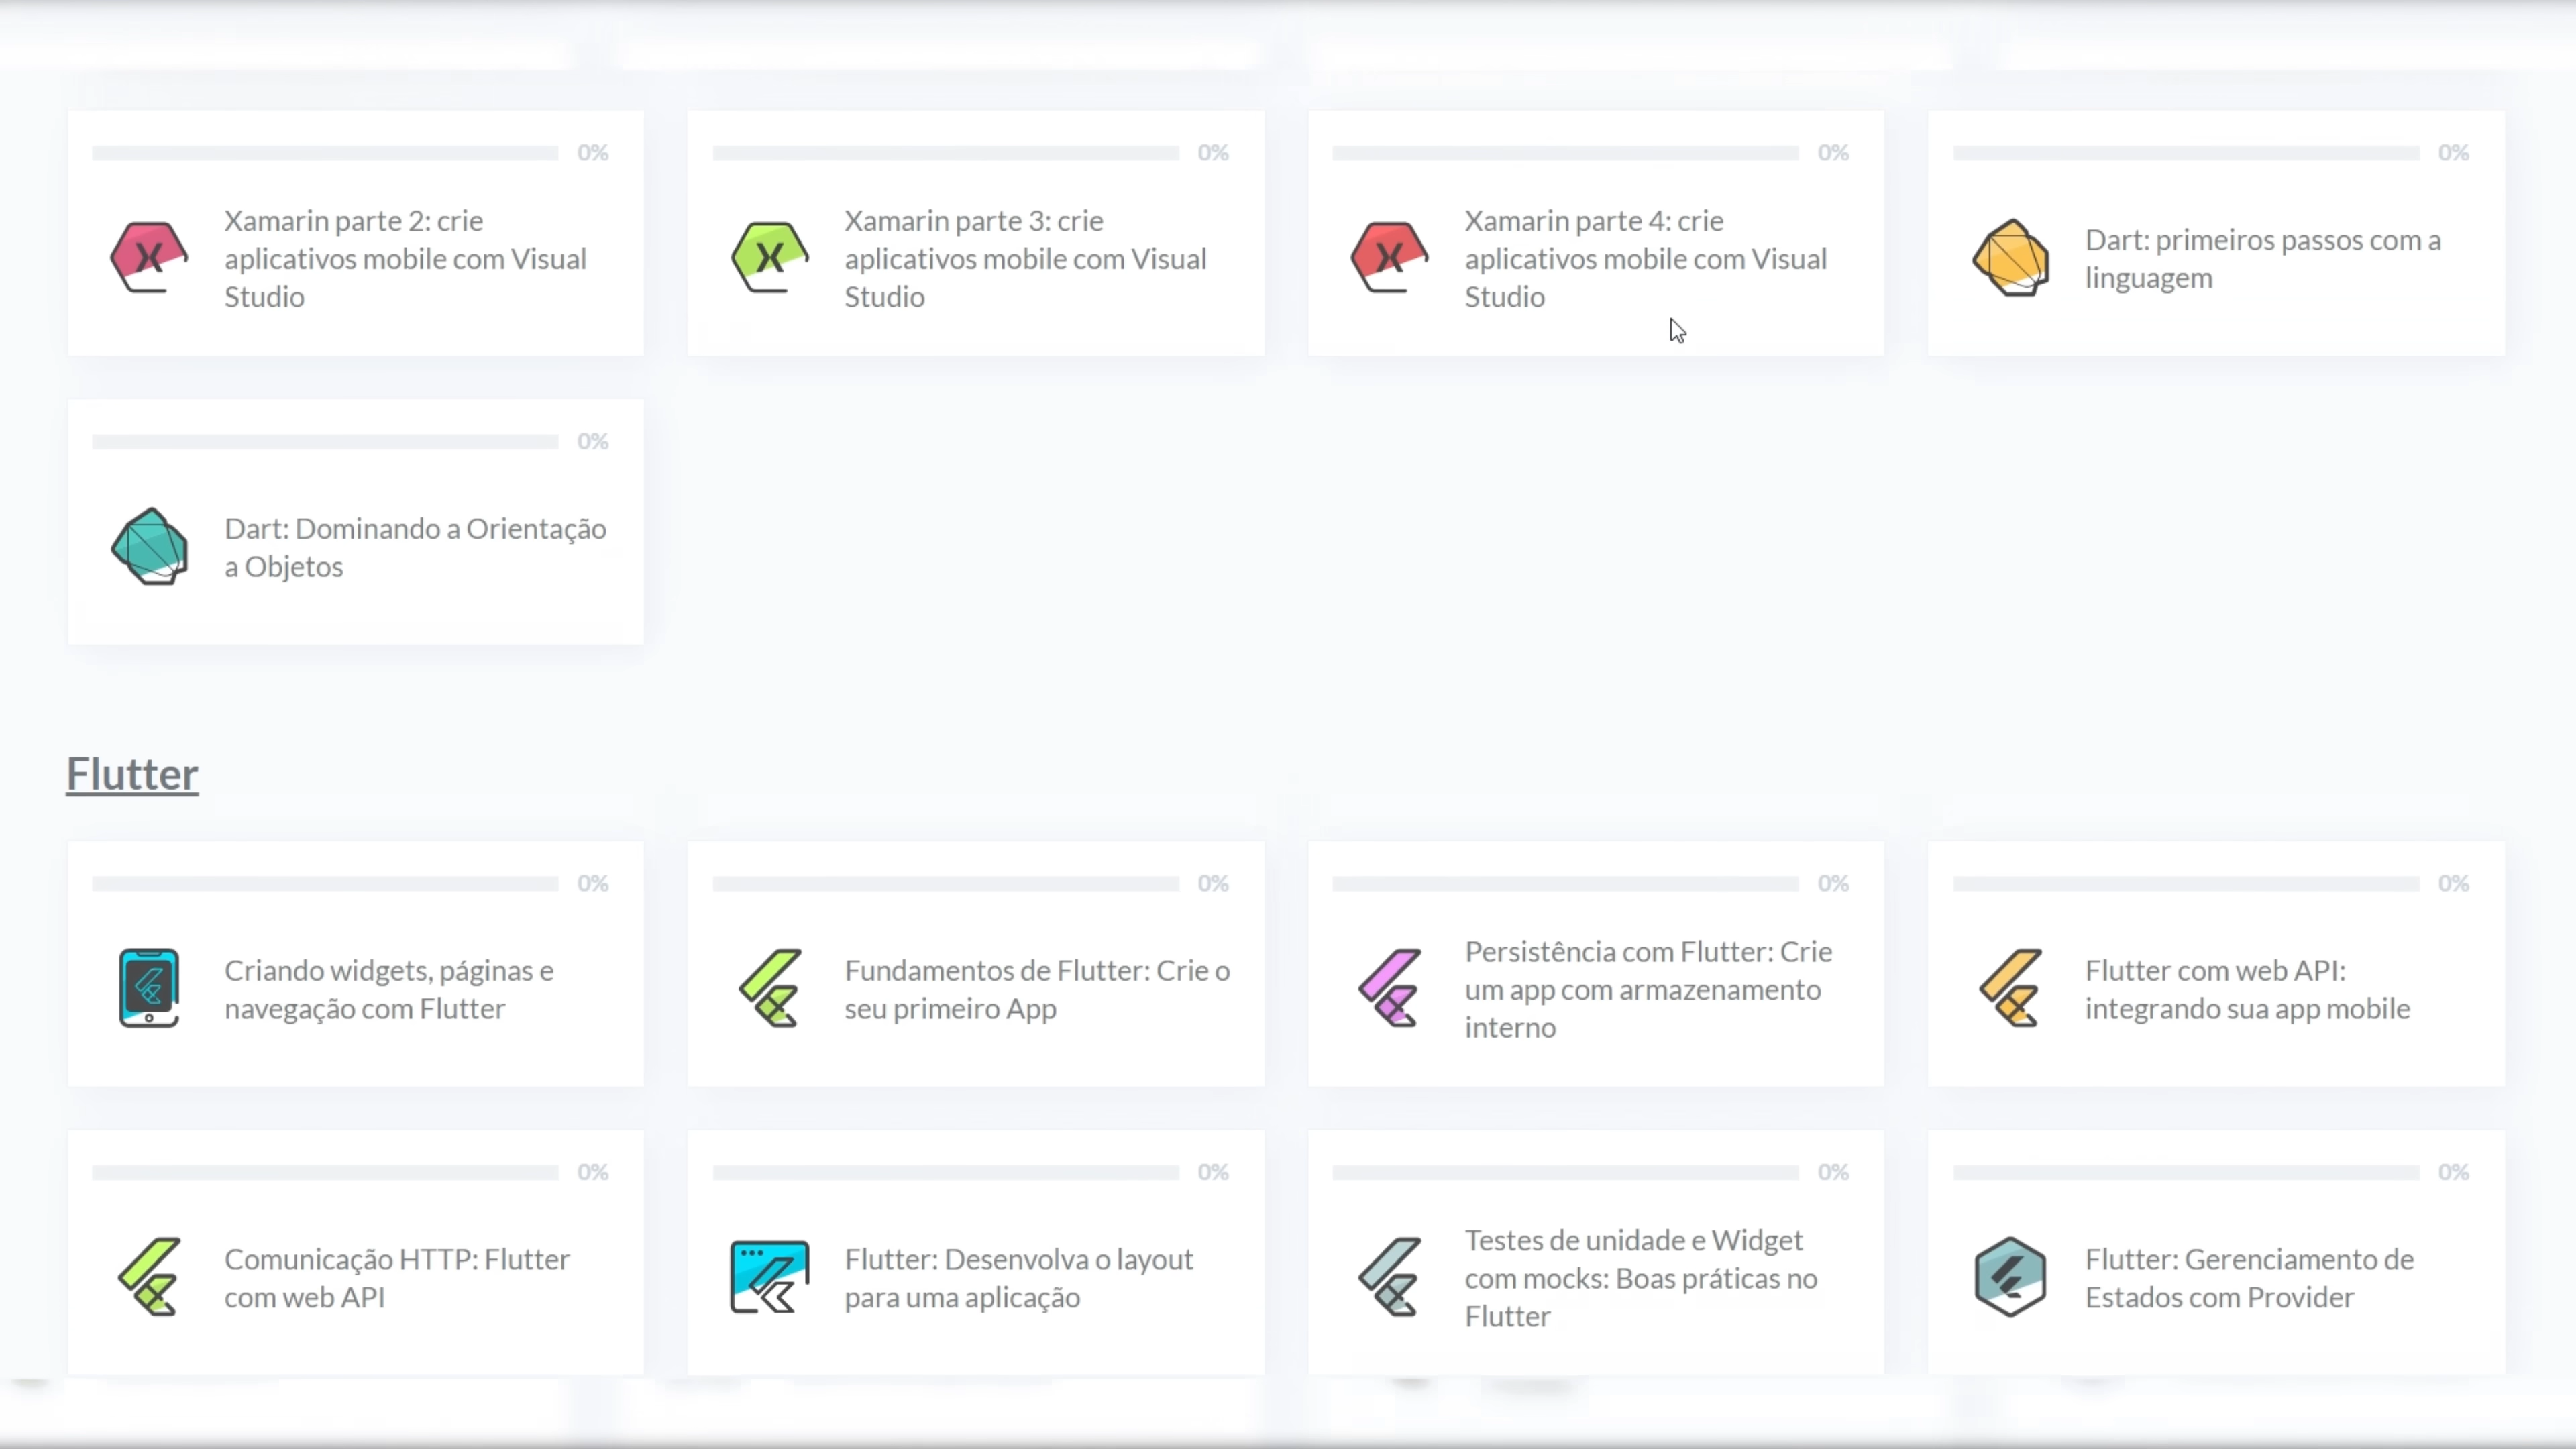 0%
Xamarin parte 2: crie
aplicativos mobile com Visual
Studio
0%
Xamarin parte 3: crie
aplicativos mobile com Visual
Studio
0%
Xamarin parte 4: crie
aplicativos mobile com Visual
Studio
0%
Dart: primeiros passos com a
linguagem
0%
Dart: Dominando a Orientação
a Objetos
Flutter
0%
Criando widgets, páginas e
navegação com Flutter
0%
Fundamentos de Flutter: Crie o
seu primeiro App
0%
Persistência com Flutter: Crie
um app com armazenamento
interno
0%
Flutter com web API:
integrando sua app mobile
0%
Comunicação HTTP: Flutter
com web API
0%
Flutter: Desenvolva o layout
para uma aplicação
0%
Testes de unidade e Widget
com mocks: Boas práticas no
Flutter
0%
Flutter: Gerenciamento de
Estados com Provider